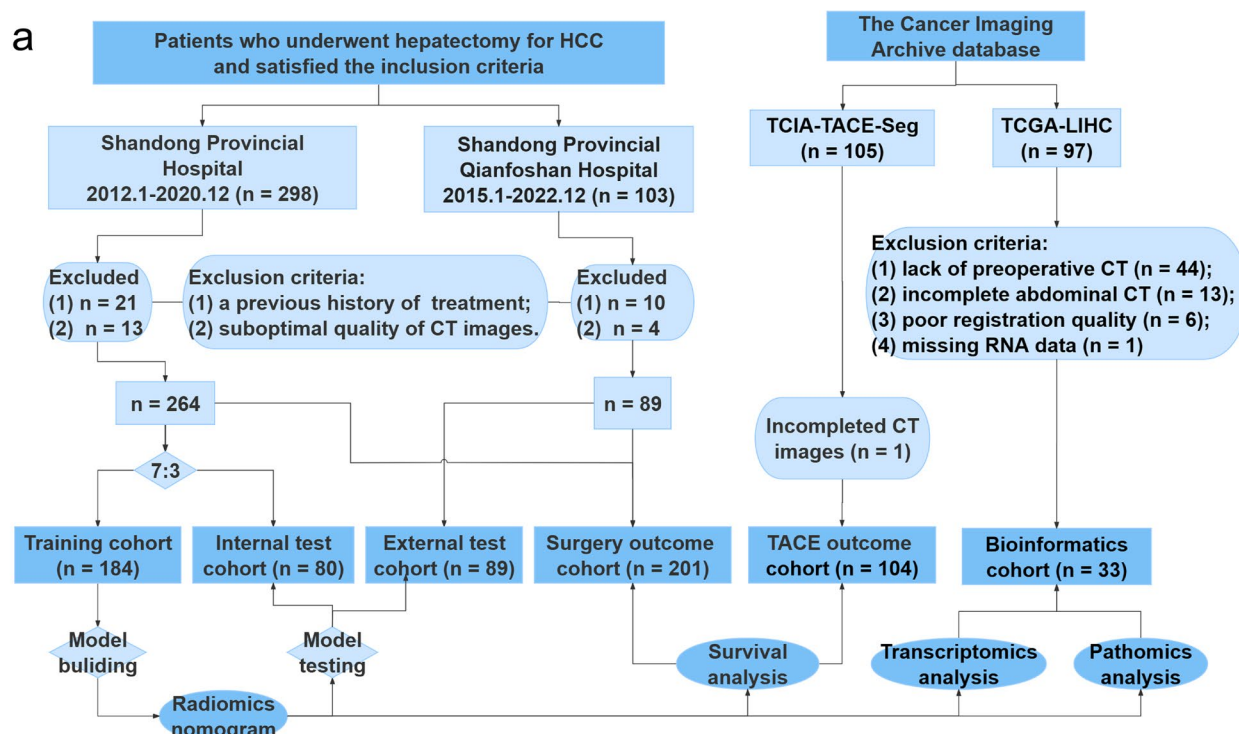 a
Patients who underwent hepatectomy for HCC
and satisfied the inclusion criteria
The Cancer Imaging
Archive database
Shandong Provincial
Hospital
2012.1-2020.12 (n = 298)
Shandong Provincial
Qianfoshan Hospital
2015.1-2022.12 (n = 103)
TCIA-TACE-Seg
(n = 105)
TCGA-LIHC
(n = 97)
Excluded
(1) n = 21
(2) n = 13
Exclusion criteria:
(1) a previous history of treatment;
(2) suboptimal quality of CT images.
Excluded
(1) n = 10
(2) n = 4
Exclusion criteria:
(1) lack of preoperative CT (n = 44);
(2) incomplete abdominal CT (n = 13);
(3) poor registration quality (n = 6);
(4) missing RNA data (n = 1)
n = 264
n = 89
Incompleted CT
images (n = 1)
7:3
Training cohort
(n = 184)
Internal test
cohort (n = 80)
External test
cohort (n = 89)
Surgery outcome
cohort (n = 201)
TACE outcome
cohort (n = 104)
Bioinformatics
cohort (n = 33)
Model
buliding
Model
testing
Survival
analysis
Transcriptomics
analysis
Pathomics
analysis
Radiomics
nomogram